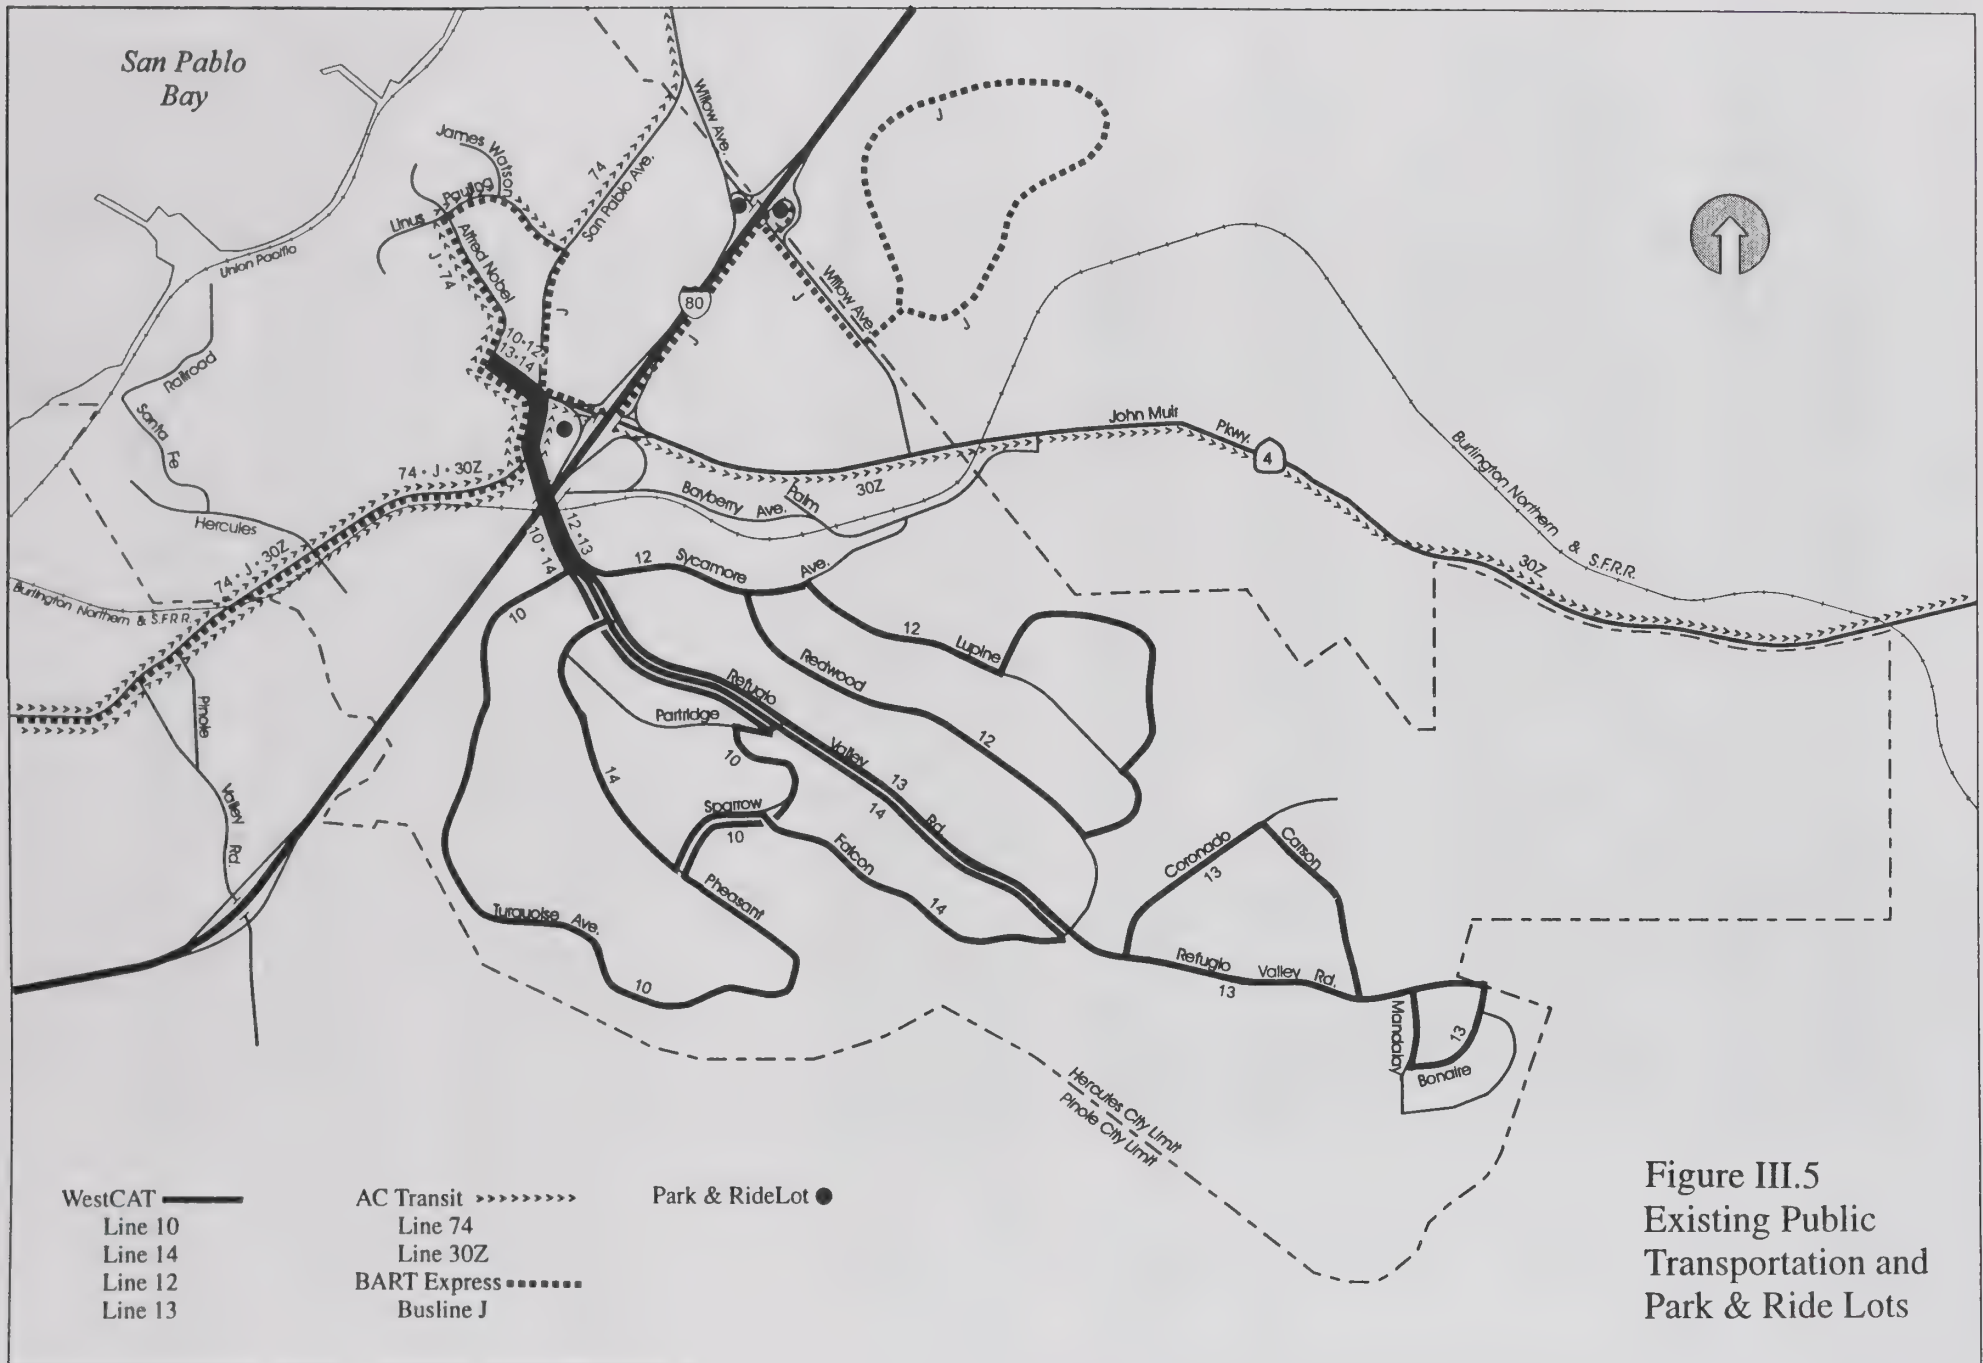 San Pablo
Bay
James Watson
Pauling
Linus
Alfred Nobel
J • 74
74
San Pablo Ave.
Willow Ave.
J
Union Pacific
80
J
J
J
Willow Ave.
J
10•12
13•14
Railroad
Santa
Fe
Hercules
74 • J • 30Z
74 • J • 30Z
Burlington Northern & S.F.R.R.
John Muir
Pkwy.
4
30Z
Bayberry Ave.
Palm
Burlington Northern & S.F.R.R.
30Z
12 • 13
10 • 14
12
Sycamore
Ave.
10
12
Lupine
Redwood
12
Refugio
Valley
Rd.
13
14
Partridge
10
14
Sparrow
10
Falcon
14
Pheasant
Turquoise Ave.
10
Pinole
Valley
Rd.
Coronado
13
Carson
Refugio Valley Rd.
13
Mandalay
13
Bonaire
Hercules City Limit
Pinole City Limit
WestCAT
Line 10
Line 14
Line 12
Line 13
AC Transit
Line 74
Line 30Z
BART Express
Busline J
Park & RideLot
Figure III.5
Existing Public
Transportation and
Park & Ride Lots